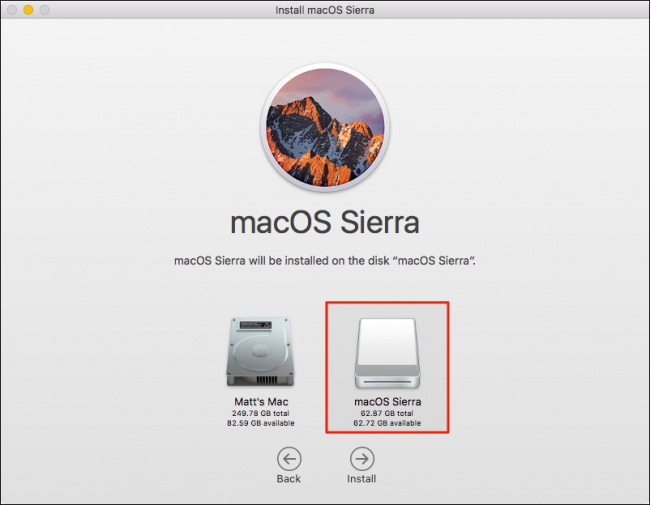 Install macOS Sierra
macOS Sierra
macOS Sierra will be installed on the disk “macOS Sierra”.
Matt's Mac
249.78 GB total
82.59 GB available
macOS Sierra
62.87 GB total
62.72 GB available
Back
Install